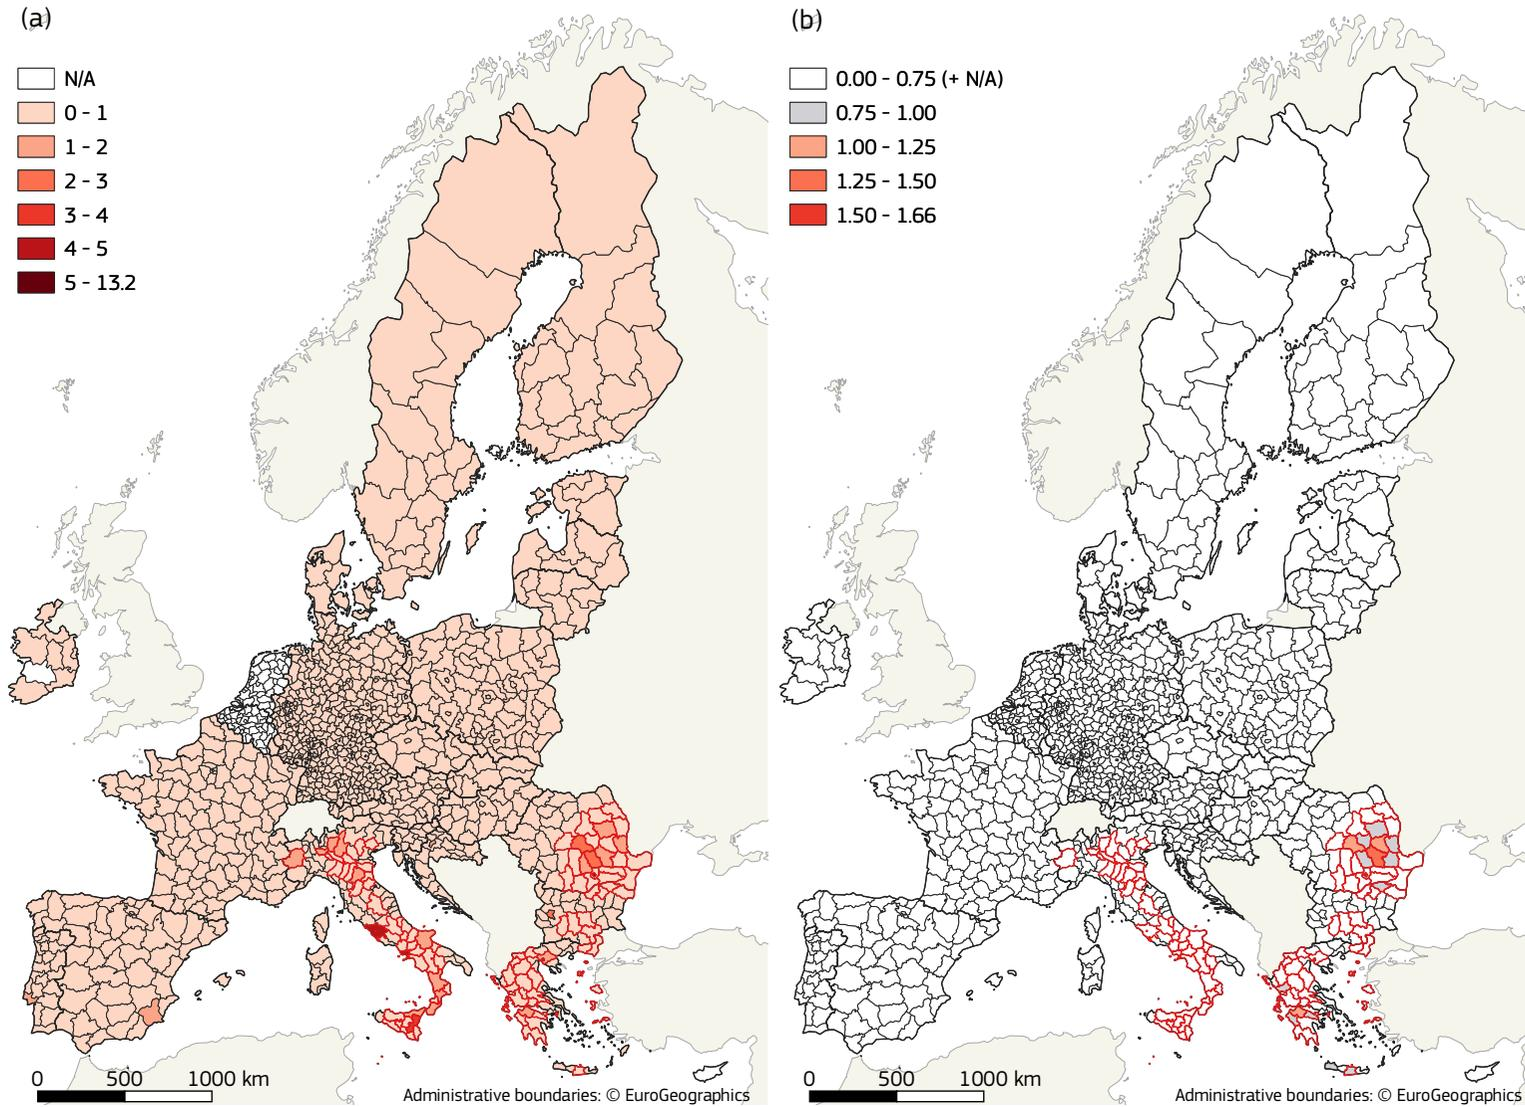 (a)
N/A
0 - 1
1 - 2
2 - 3
3 - 4
4 - 5
5 - 13.2
0 500 1000 km
Administrative boundaries: © EuroGeographics
(b)
0.00 - 0.75 (+ N/A)
0.75 - 1.00
1.00 - 1.25
1.25 - 1.50
1.50 - 1.66
0 500 1000 km
Administrative boundaries: © EuroGeographics